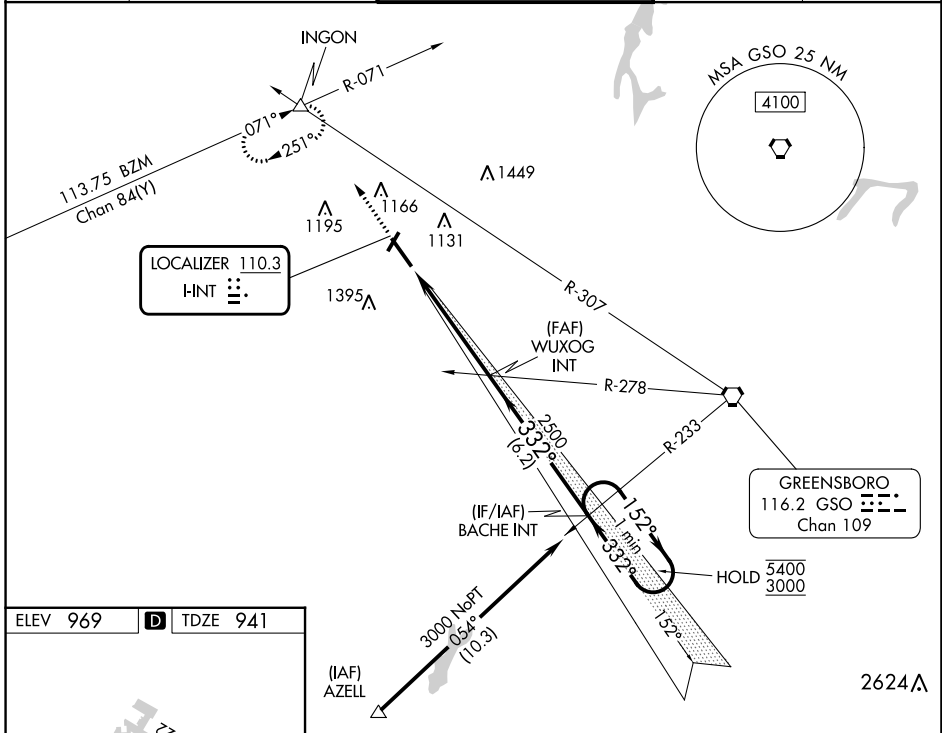 INGON
R-071
071°
251°
113.75 BZM
Chan 84(Y)
MSA GSO 25 NM
4100
1449
1166
1195
1131
LOCALIZER 110.3
I-INT
1395
R-307
(FAF)
WUXOG
INT
R-278
R-233
2500
332°
(6.2)
GREENSBORO
116.2 GSO
Chan 109
(IF/IAF)
BACHE INT
152°
1 min
332°
HOLD 5400
3000
152°
3000 NoPT
054°
(10.3)
(IAF)
AZELL
2624
ELEV 969 D TDZE 941
22